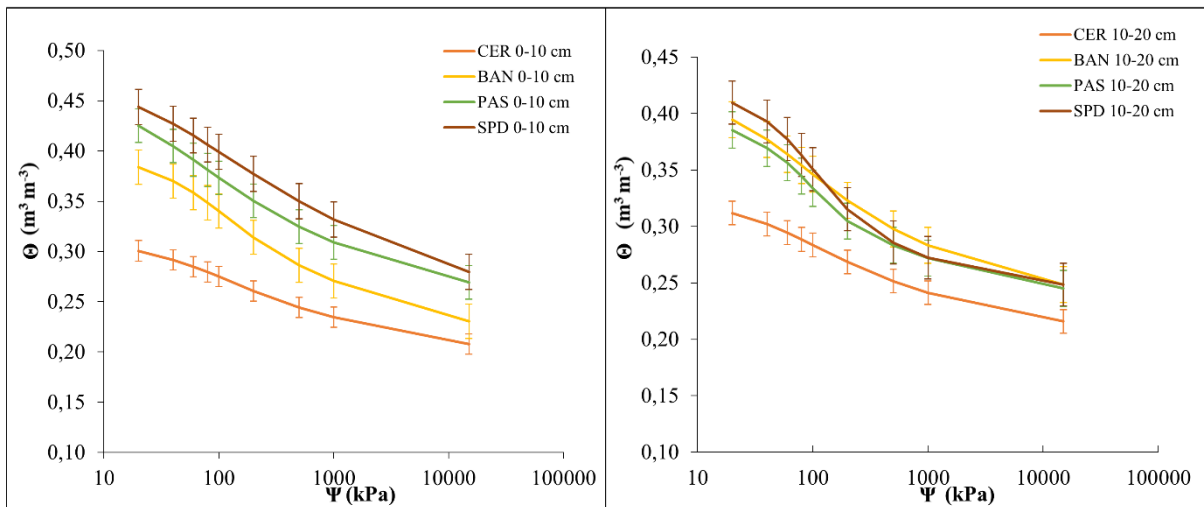 CER 0-10 cm
BAN 0-10 cm
PAS 0-10 cm
SPD 0-10 cm
0,50
0,45
0,40
0,35
0,30
0,25
0,20
0,15
0,10
Θ (m³ m⁻³)
10
100
1000
10000
100000
Ψ (kPa)
CER 10-20 cm
BAN 10-20 cm
PAS 10-20 cm
SPD 10-20 cm
0,45
0,40
0,35
0,30
0,25
0,20
0,15
0,10
Θ (m³ m⁻³)
10
100
1000
10000
100000
Ψ (kPa)